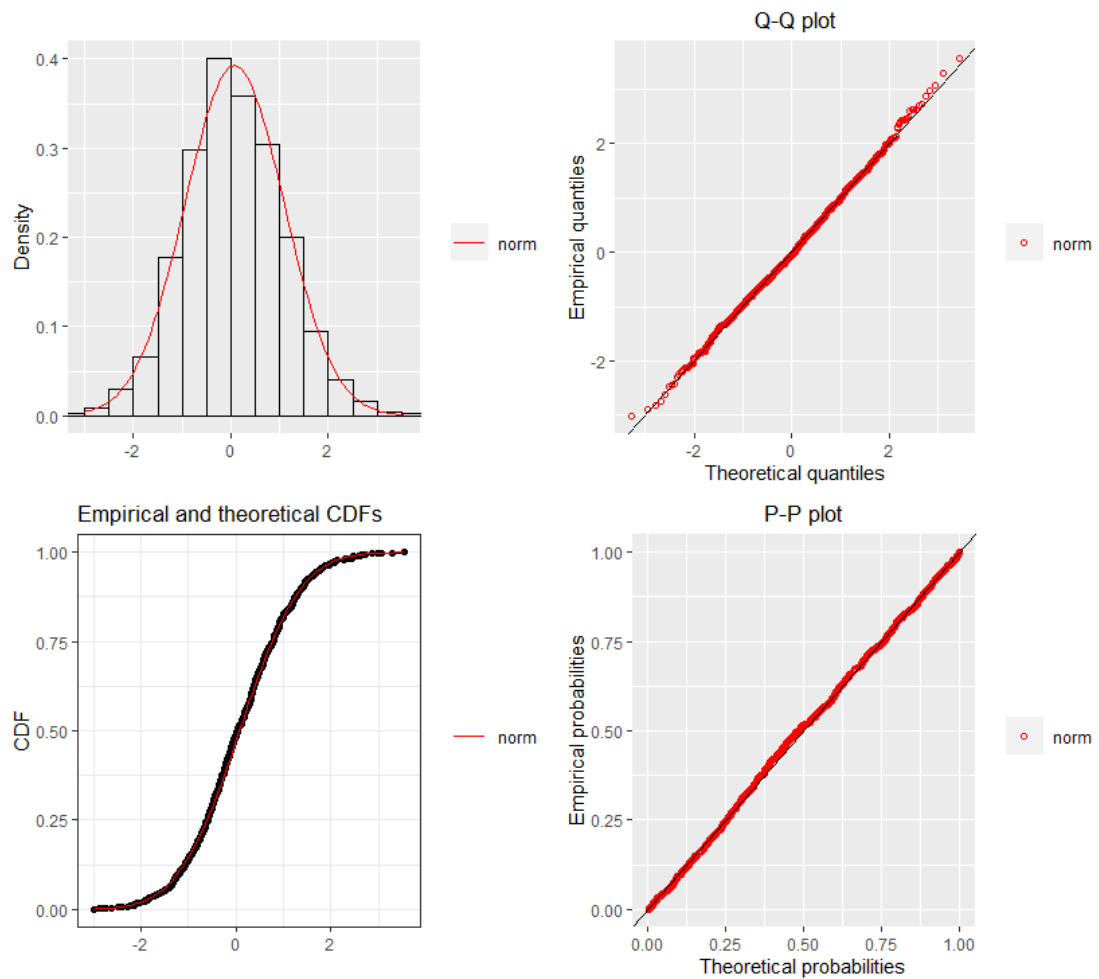 0.4
0.3
0.2
0.1
0.0
Density
-2
0
2
norm
Q-Q plot
2
0
-2
Empirical quantiles
-2
0
2
Theoretical quantiles
norm
Empirical and theoretical CDFs
1.00
0.75
0.50
0.25
0.00
CDF
-2
0
2
norm
P-P plot
1.00
0.75
0.50
0.25
0.00
Empirical probabilities
0.00
0.25
0.50
0.75
1.00
Theoretical probabilities
norm